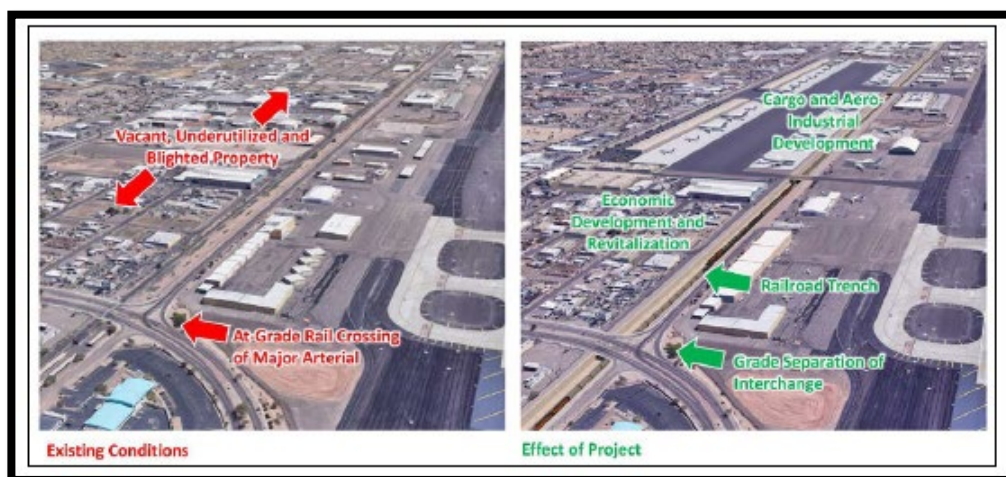 Vacant, Underutilized and
Blighted Property
At-Grade Rail Crossing
of Major Arterial
Existing Conditions
Cargo and Aero-
Industrial
Development
Economic
Development and
Revitalization
Railroad Trench
Grade Separation of
Interchange
Effect of Project